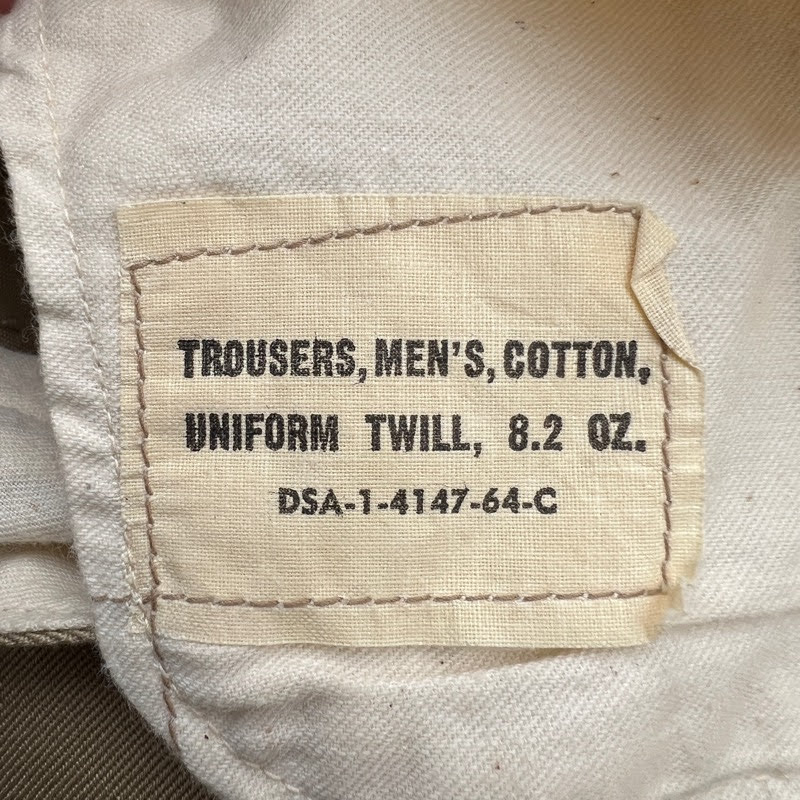 TROUSERS, MEN'S, COTTON,
UNIFORM TWILL, 8.2 OZ.
DSA-1-4147-64-C